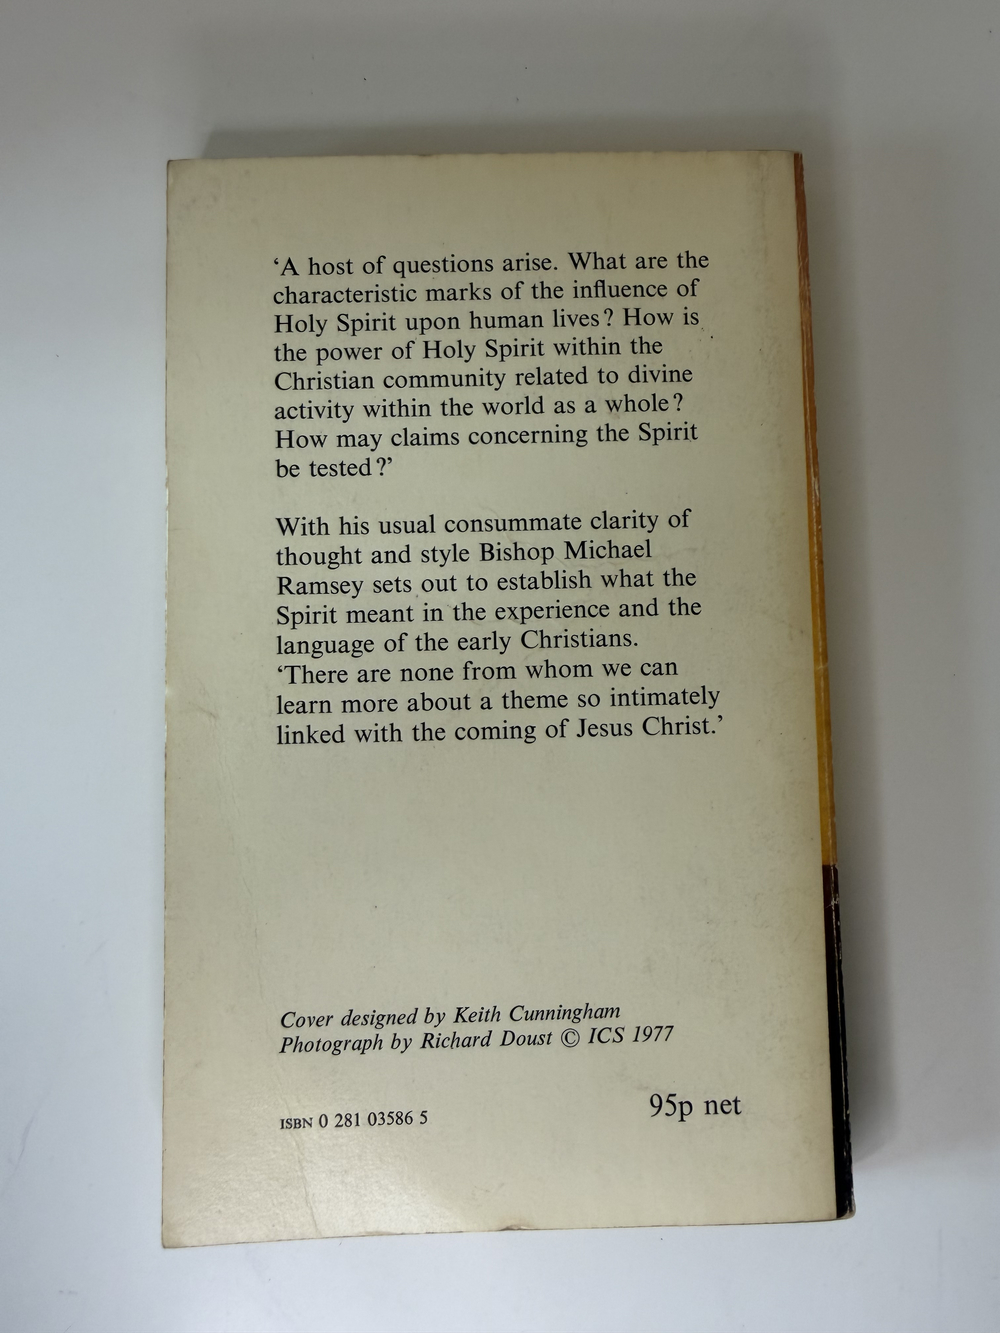 ‘A host of questions arise. What are the
characteristic marks of the influence of
Holy Spirit upon human lives? How is
the power of Holy Spirit within the
Christian community related to divine
activity within the world as a whole?
How may claims concerning the Spirit
be tested?’
With his usual consummate clarity of
thought and style Bishop Michael
Ramsey sets out to establish what the
Spirit meant in the experience and the
language of the early Christians.
‘There are none from whom we can
learn more about a theme so intimately
linked with the coming of Jesus Christ.’
Cover designed by Keith Cunningham
Photograph by Richard Doust © ICS 1977
ISBN 0 281 03586 5
95p net